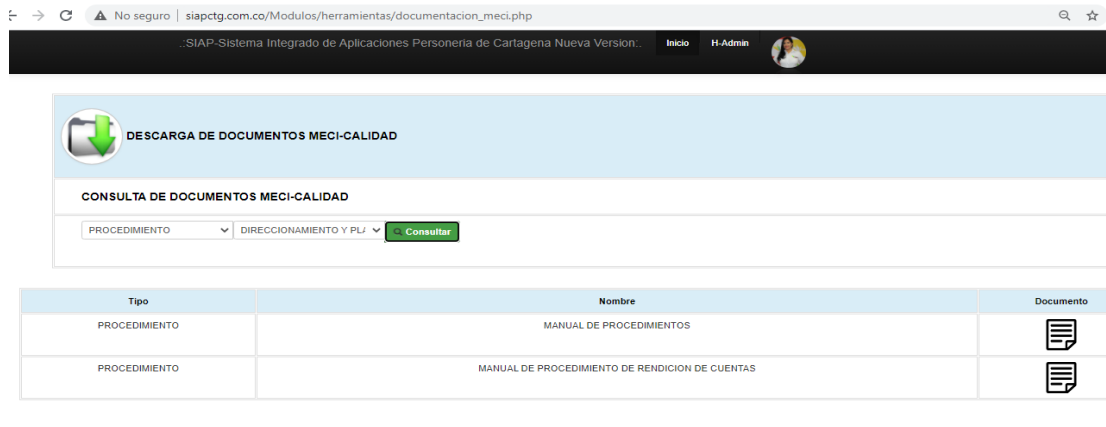 No seguro | siapctg.com.co/Modulos/herramientas/documentacion_meci.php
.:SIAP-Sistema Integrado de Aplicaciones Personeria de Cartagena Nueva Version:. Inicio H-Admin
DESCARGA DE DOCUMENTOS MECI-CALIDAD
CONSULTA DE DOCUMENTOS MECI-CALIDAD
PROCEDIMIENTO DIRECCIONAMIENTO Y PLA Consultar
Tipo Nombre Documento
PROCEDIMIENTO MANUAL DE PROCEDIMIENTOS
PROCEDIMIENTO MANUAL DE PROCEDIMIENTO DE RENDICION DE CUENTAS